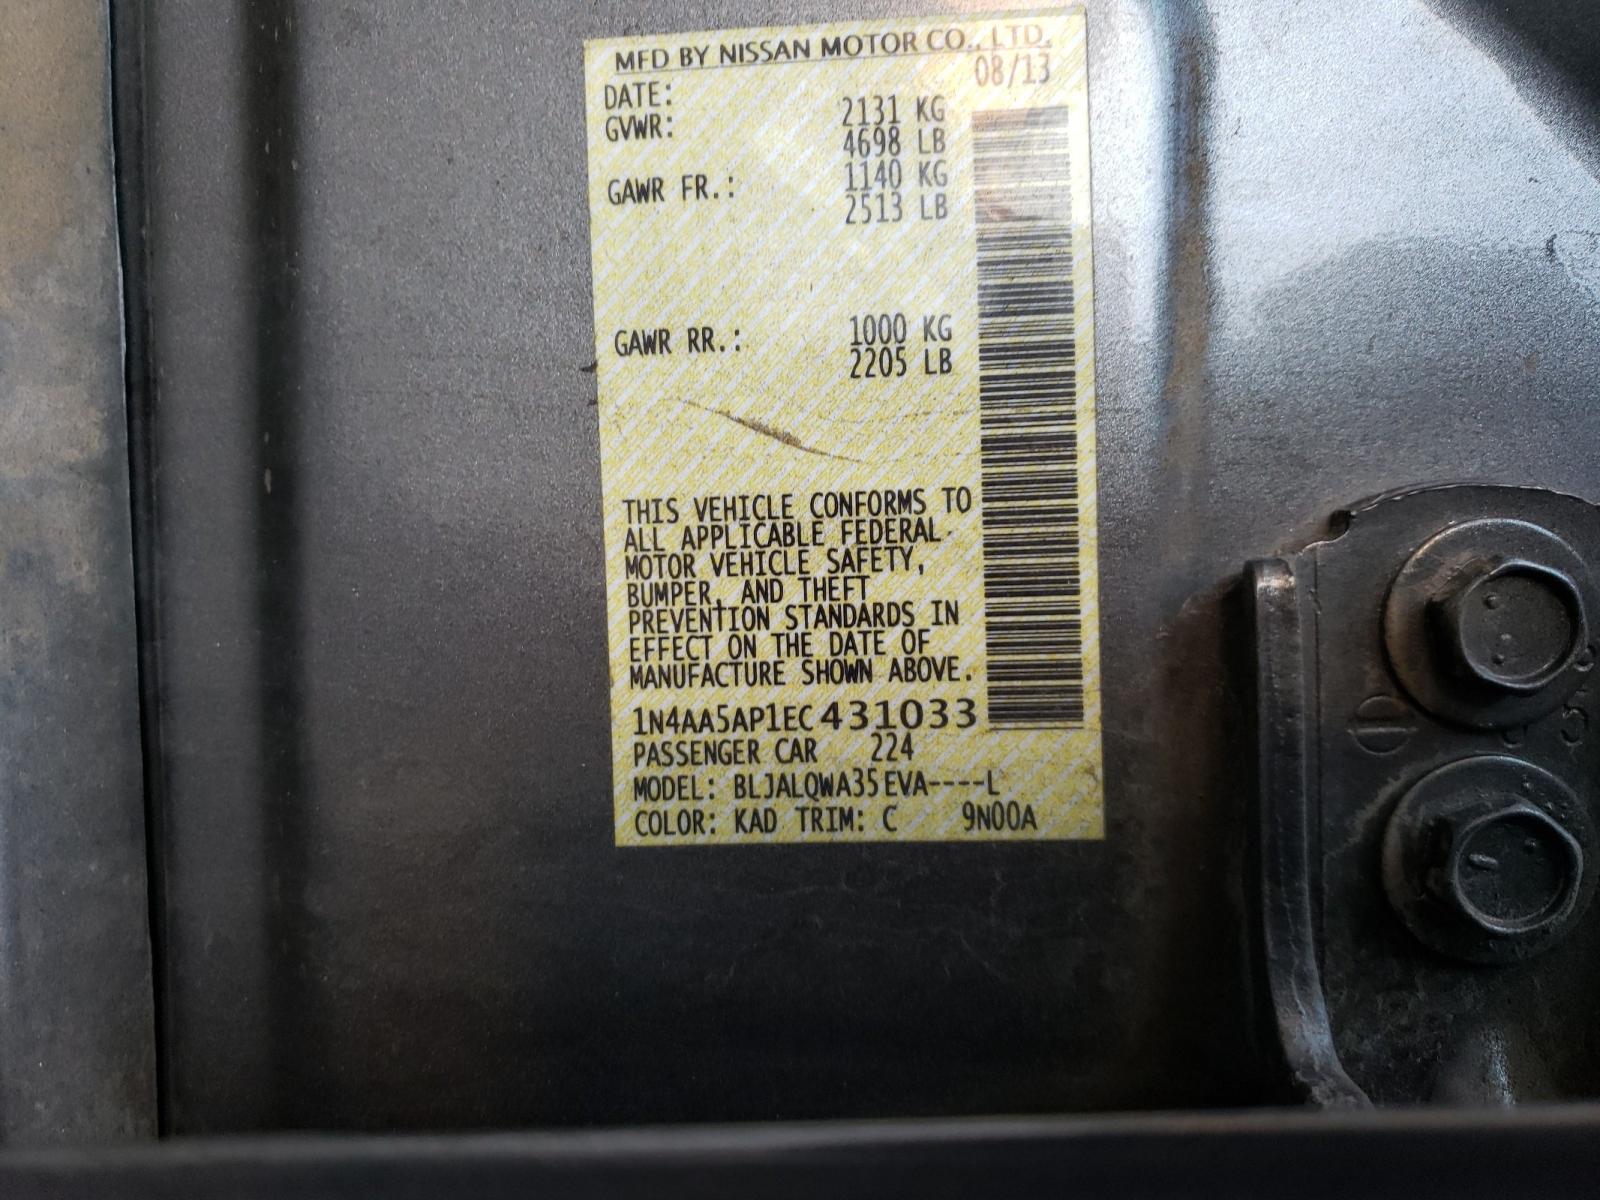 MFD BY NISSAN MOTOR CO., LTD.
DATE: 08/13
GVWR: 2131 KG
4698 LB
GAWR FR.: 1140 KG
2513 LB
GAWR RR.: 1000 KG
2205 LB
THIS VEHICLE CONFORMS TO
ALL APPLICABLE FEDERAL
MOTOR VEHICLE SAFETY,
BUMPER, AND THEFT
PREVENTION STANDARDS IN
EFFECT ON THE DATE OF
MANUFACTURE SHOWN ABOVE.
1N4AA5AP1EC431033
PASSENGER CAR 224
MODEL: BLJALQWA35EVA----L
COLOR: KAD TRIM: C 9N00A